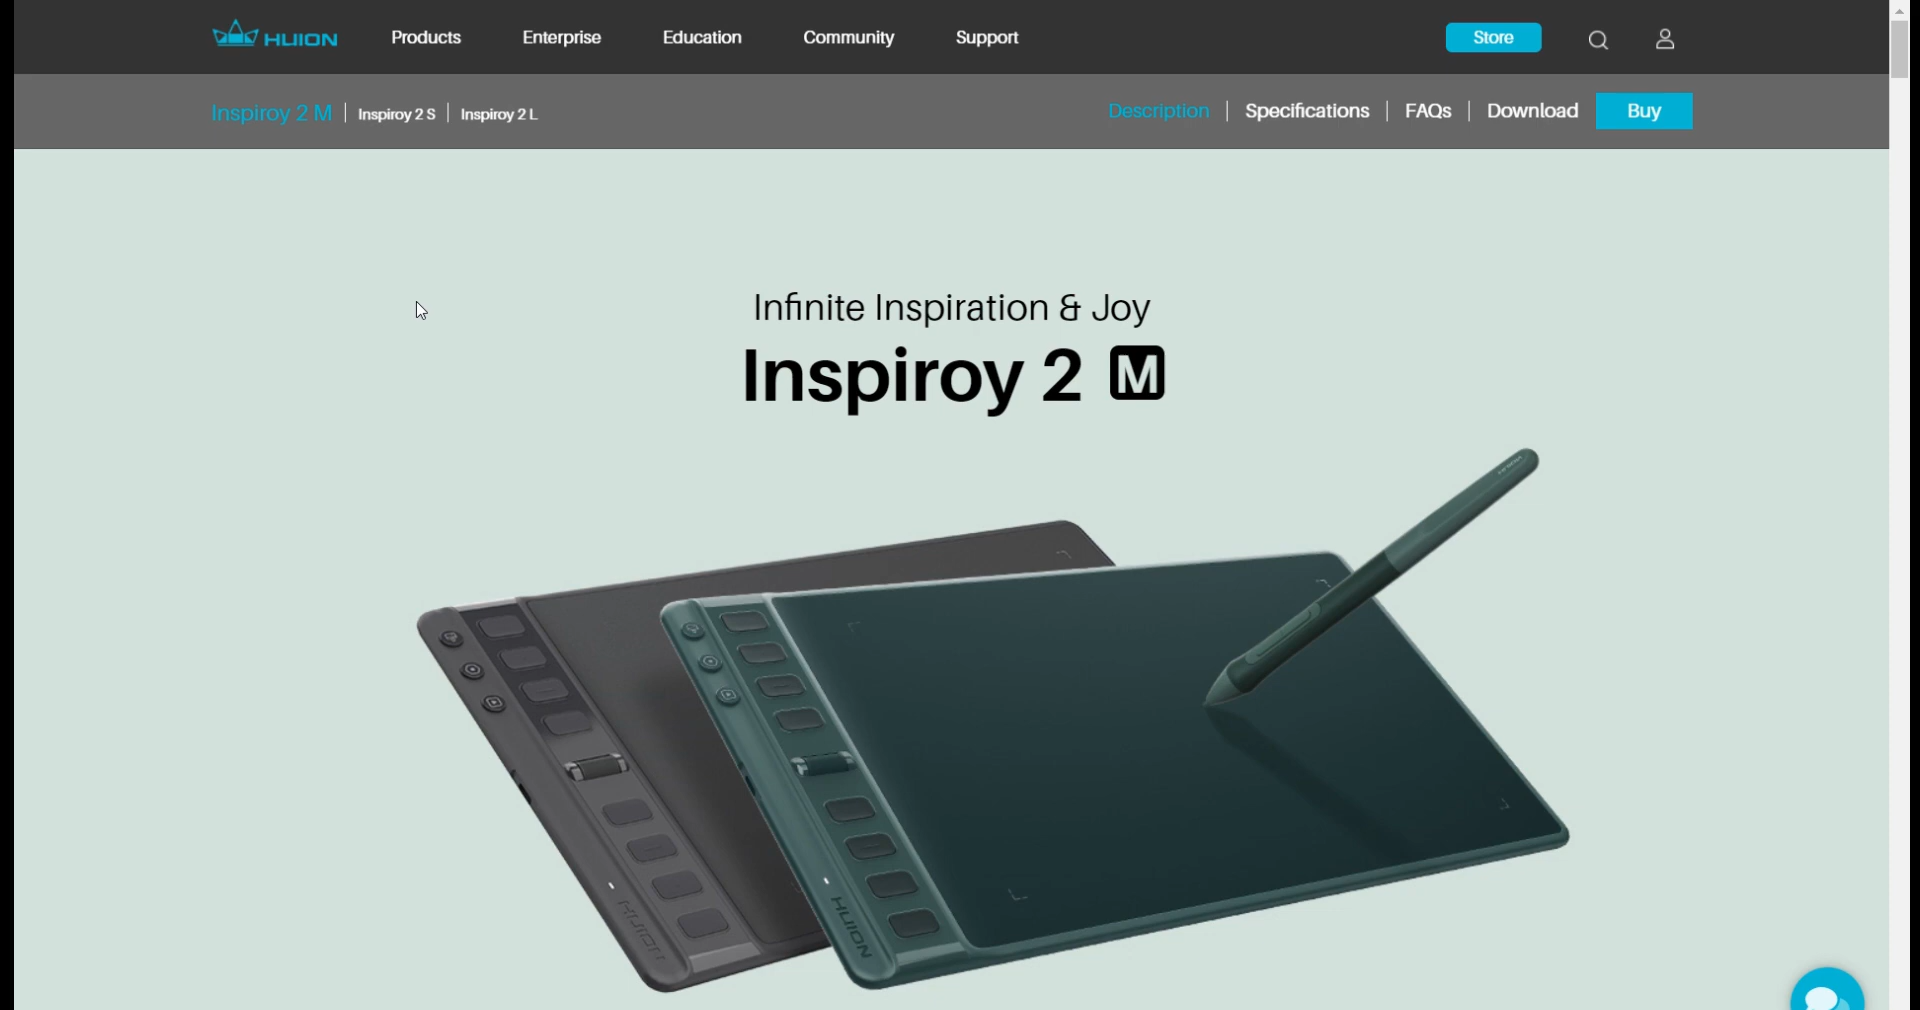 HUION
Products
Enterprise
Education
Community
Support
Store
Inspiroy 2 M
Inspiroy 2 S
Inspiroy 2 L
Description
Specifications
FAQs
Download
Buy
Infinite Inspiration & Joy
Inspiroy 2 M
HUION
HUION